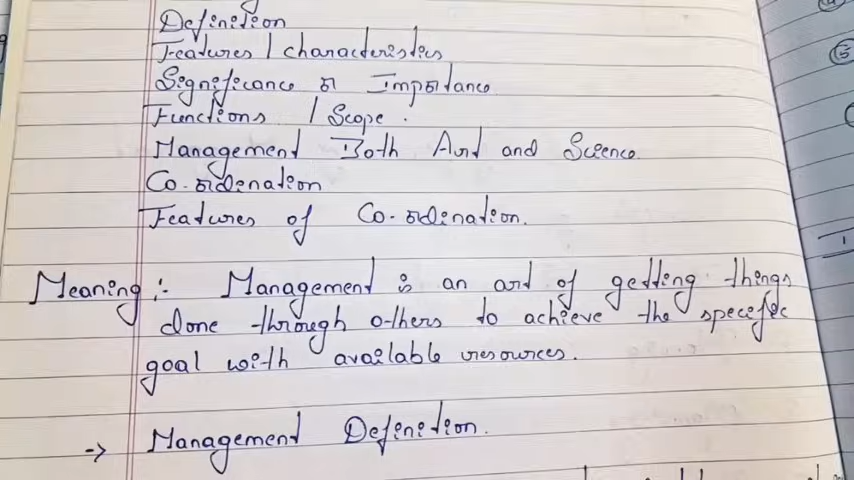 Definition
Features / characteristics
Significance or Importance
Functions / Scope.
Management Both Art and Science
Co-ordination
Features of Co-ordination.
Meaning :- Management is an art of getting things
done through others to achieve the specific
goal with available resources.
→ Management Definition.